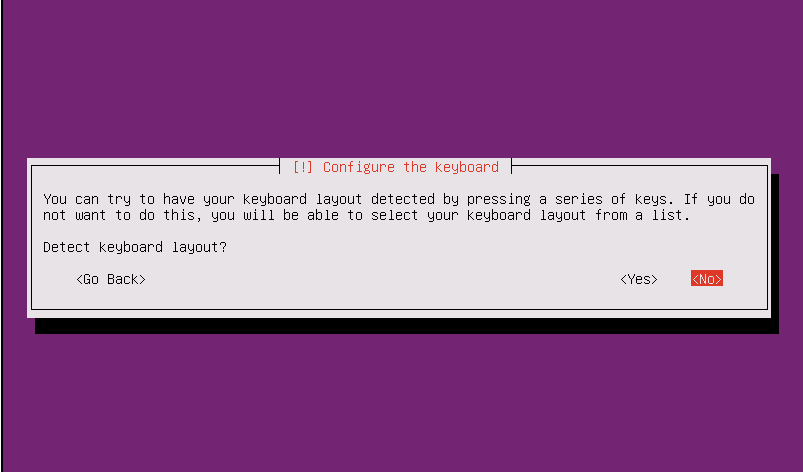 [!] Configure the keyboard
You can try to have your keyboard layout detected by pressing a series of keys. If you do
not want to do this, you will be able to select your keyboard layout from a list.
Detect keyboard layout?
<Go Back> <Yes> <No>